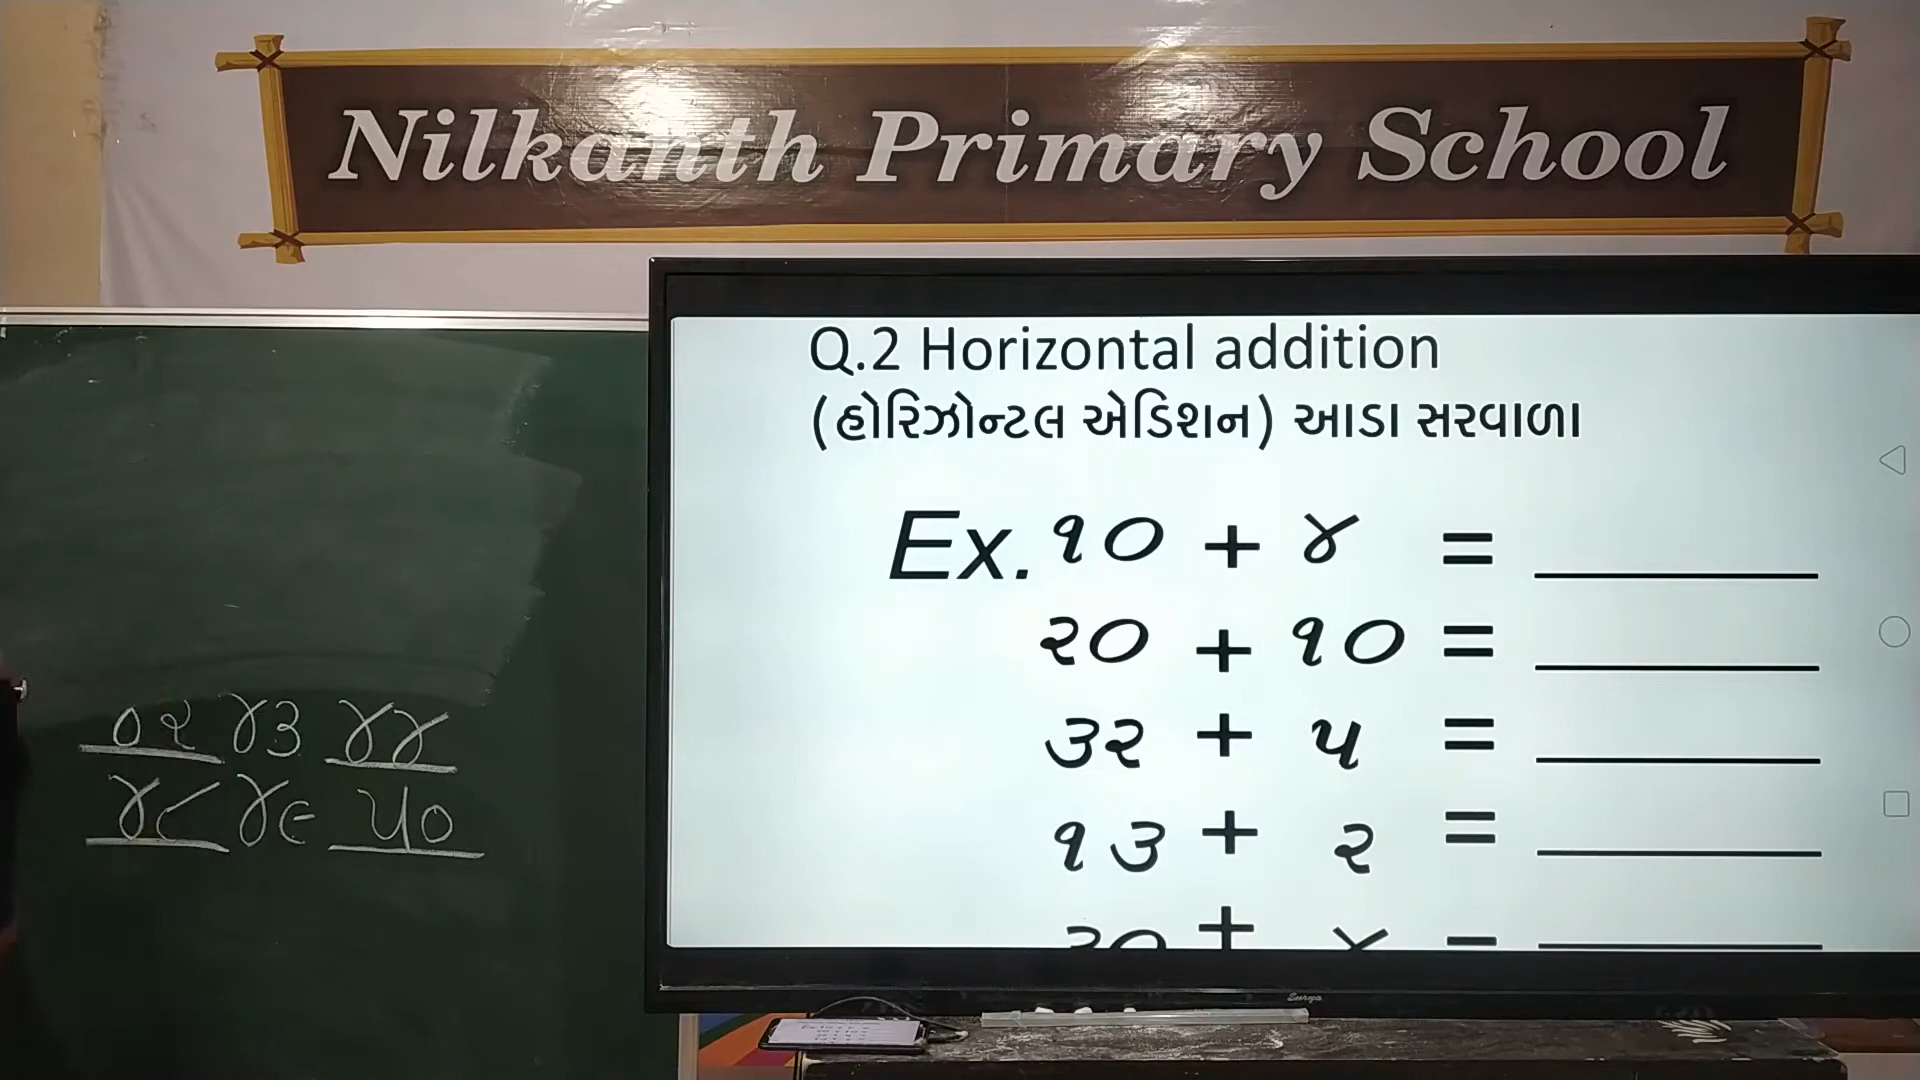 Nilkanth Primary School
Q.2 Horizontal addition
(હોરિઝોન્ટલ એડિશન) આડા સરવાળા
Ex. ૧૦ + ૪ = ______
૨૦ + ૧૦ = ______
૩૨ + ૫ = ______
૧૩ + ૨ = ______
૦૨ ૪૩ ૪૪
૪૮ ૪૯ ૫૦